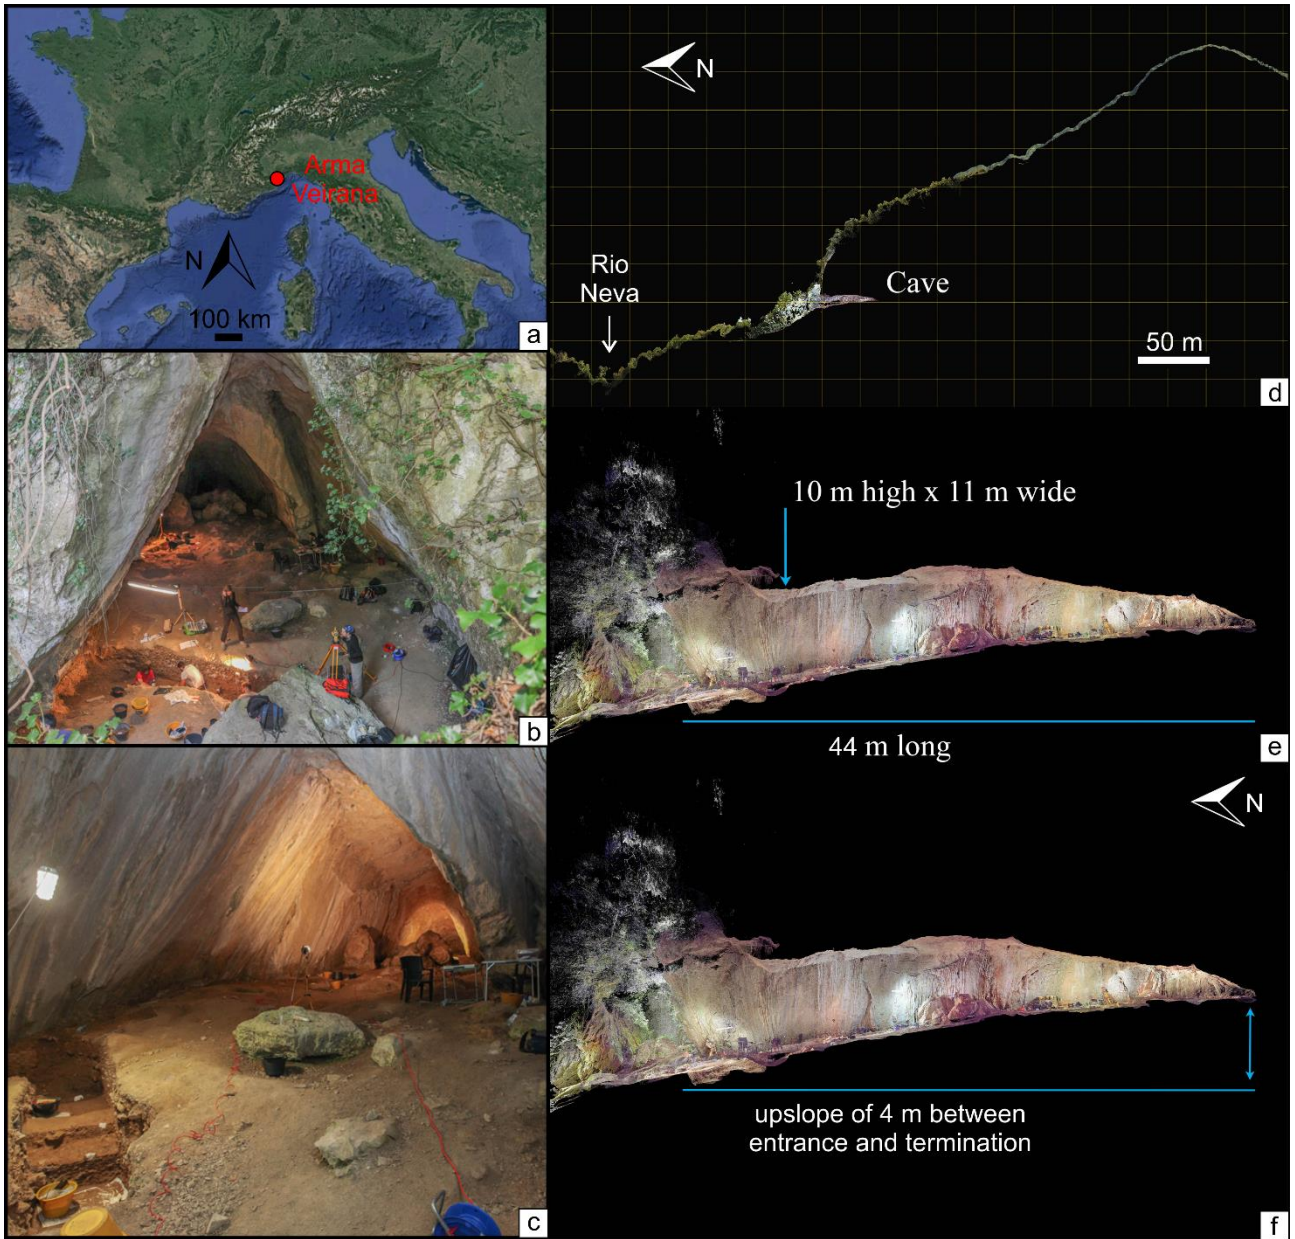 Arma
Veirana
N
100 km
a
b
c
N
Rio
Neva
Cave
50 m
d
10 m high x 11 m wide
44 m long
e
N
upslope of 4 m between
entrance and termination
f